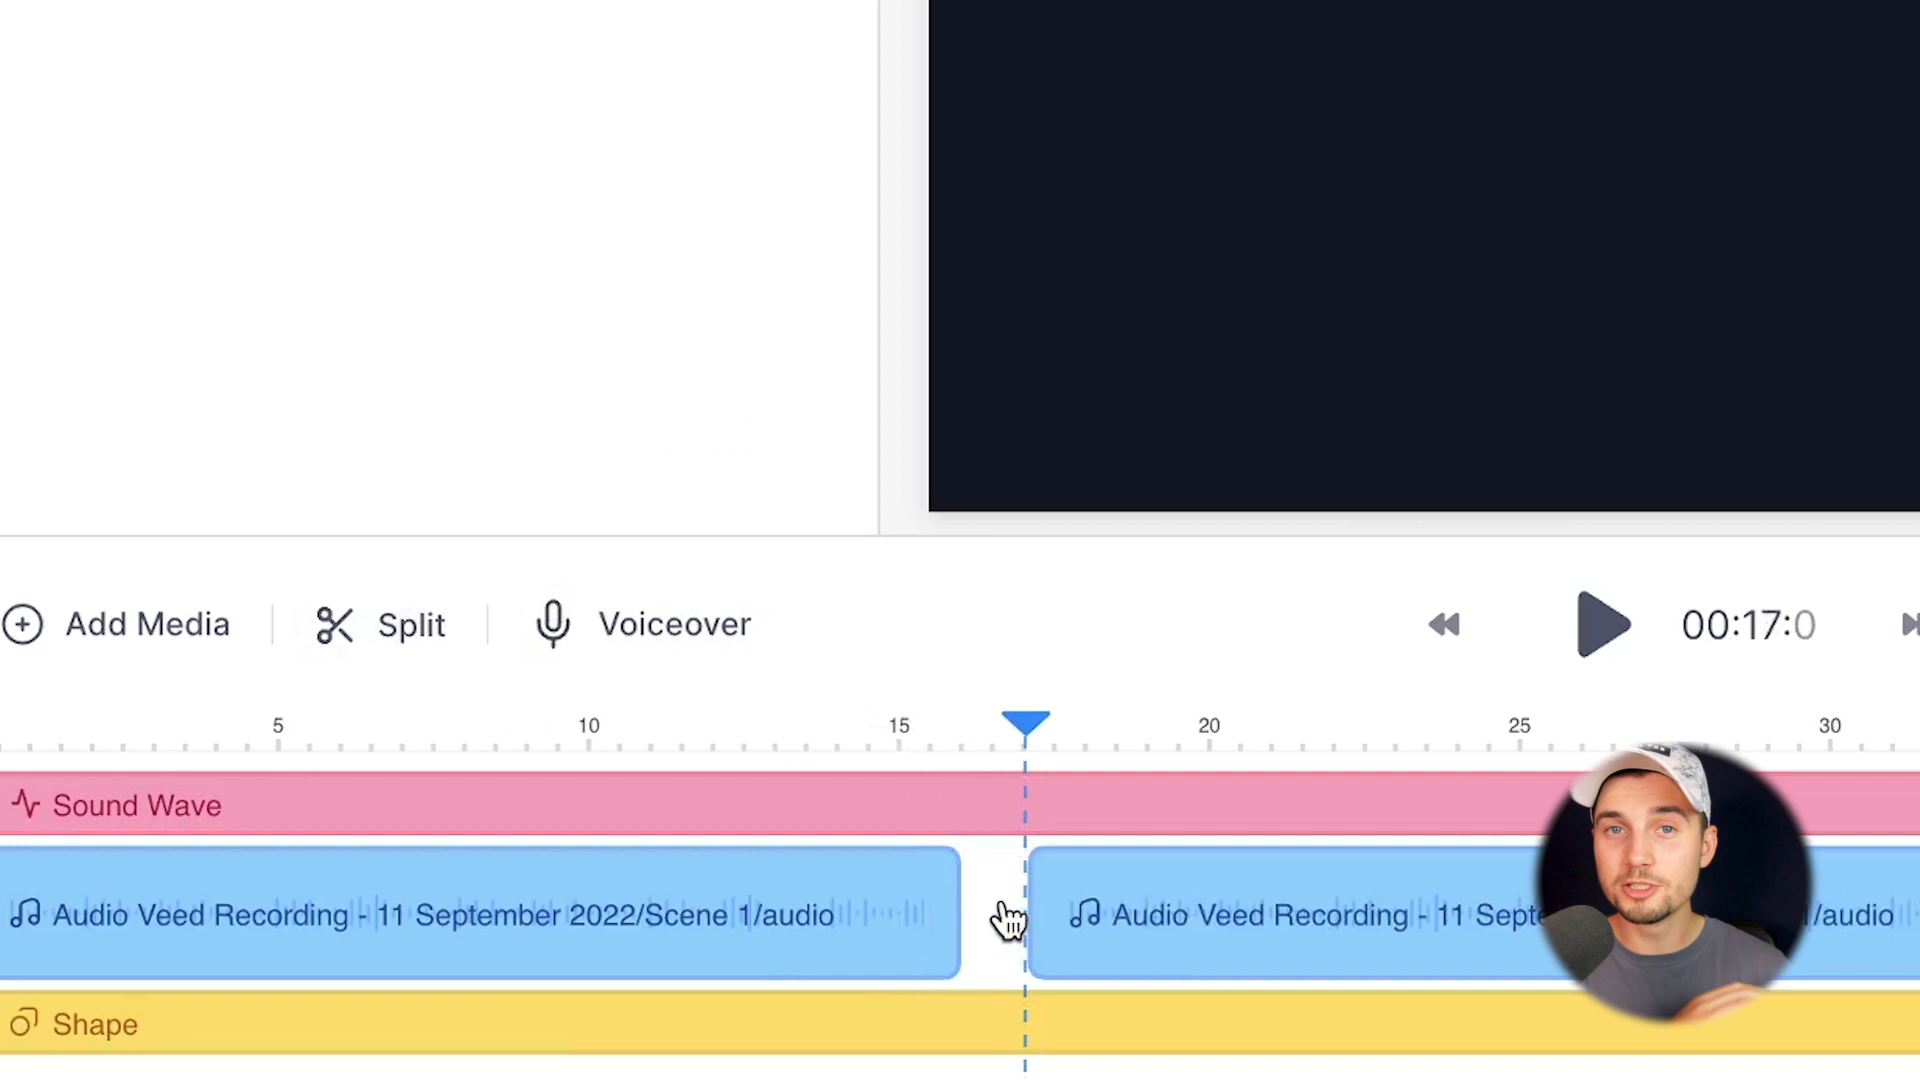 Add Media
Split
Voiceover
00:17:0
5 10 15 20 25 30
Sound Wave
Audio Veed Recording - 11 September 2022/Scene 1/audio
Audio Veed Recording - 11 Septe /audio
Shape